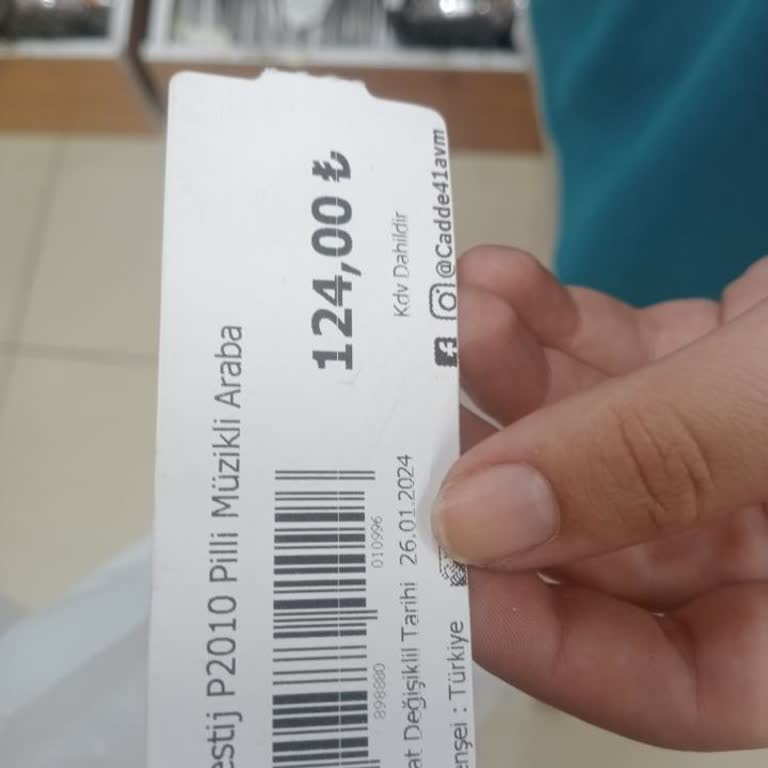 estij P2010 Pilli Müzikli Araba
124,00 ₺
Kdv Dahildir
898880 010996
at Değişiklil Tarihi 26.01.2024
enşei : Türkiye @Cadde41avm